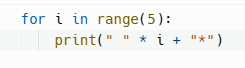 for i in range(5):
    print(" " * i + "*")